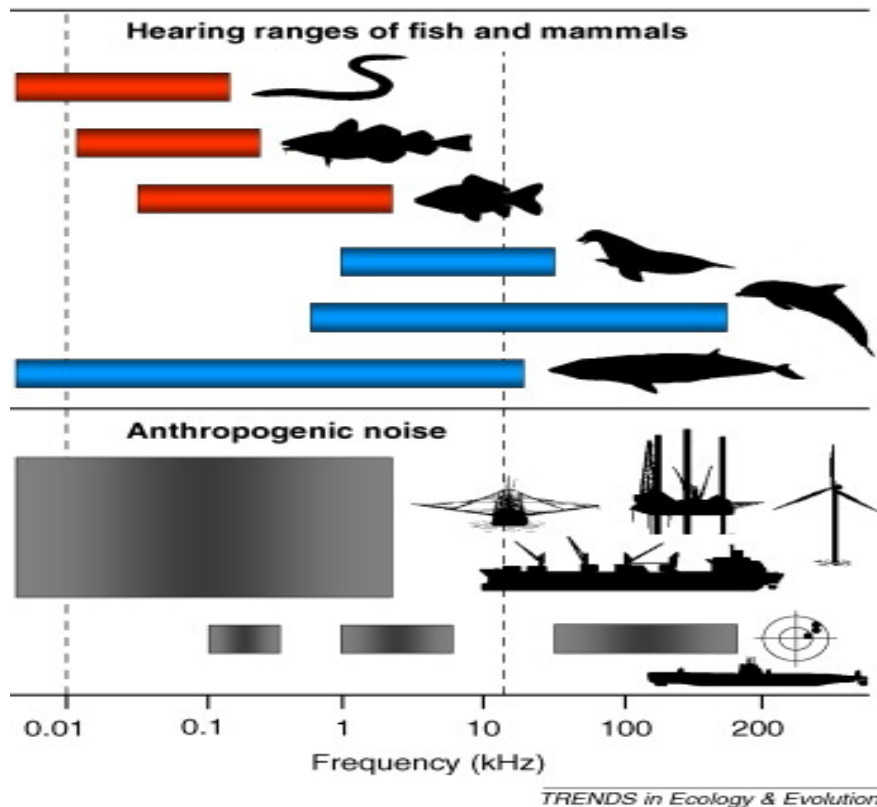 Hearing ranges of fish and mammals
Anthropogenic noise
0.01 0.1 1 10 100 200
Frequency (kHz)
TRENDS in Ecology & Evolution